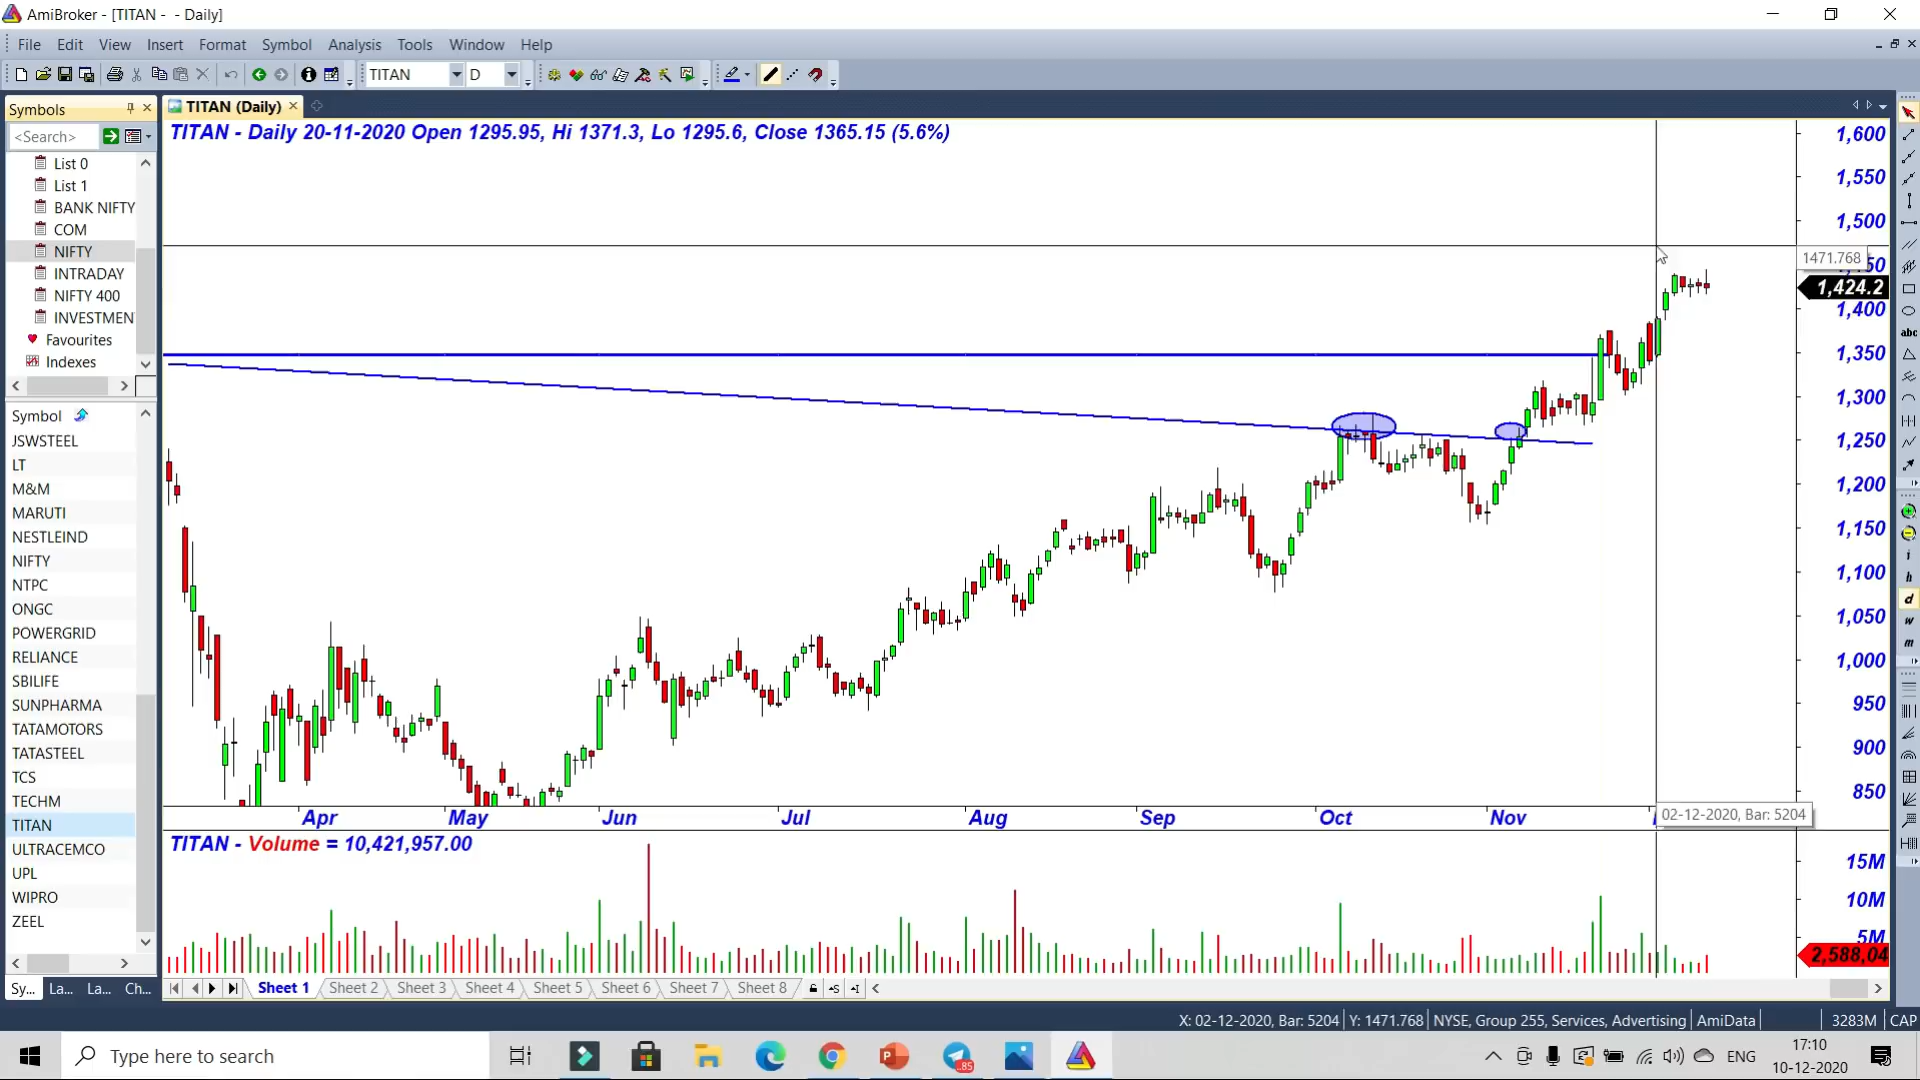 AmiBroker - [TITAN -  - Daily]
File Edit View Insert Format Symbol Analysis Tools Window Help
TITAN D
Symbols
<Search>
List 0
List 1
BANK NIFTY
COM
NIFTY
INTRADAY
NIFTY 400
INVESTMEN
Favourites
Indexes
Symbol
JSWSTEEL
LT
M&M
MARUTI
NESTLEIND
NIFTY
NTPC
ONGC
POWERGRID
RELIANCE
SBILIFE
SUNPHARMA
TATAMOTORS
TATASTEEL
TCS
TECHM
TITAN
ULTRACEMCO
UPL
WIPRO
ZEEL
Sy... La... La... Ch...
TITAN (Daily)
TITAN - Daily 20-11-2020 Open 1295.95, Hi 1371.3, Lo 1295.6, Close 1365.15 (5.6%)
1,600
1,550
1,500
1471.768
1,424.2
1,400
1,350
1,300
1,250
1,200
1,150
1,100
1,050
1,000
950
900
850
Apr May Jun Jul Aug Sep Oct Nov
02-12-2020, Bar: 5204
TITAN - Volume = 10,421,957.00
15M
10M
5M
2,588,04
Sheet 1 Sheet 2 Sheet 3 Sheet 4 Sheet 5 Sheet 6 Sheet 7 Sheet 8
abc
i
h
d
w
m
X: 02-12-2020, Bar: 5204 Y: 1471.768 NYSE, Group 255, Services, Advertising AmiData 3283M CAP
Type here to search
85
ENG
17:10
10-12-2020